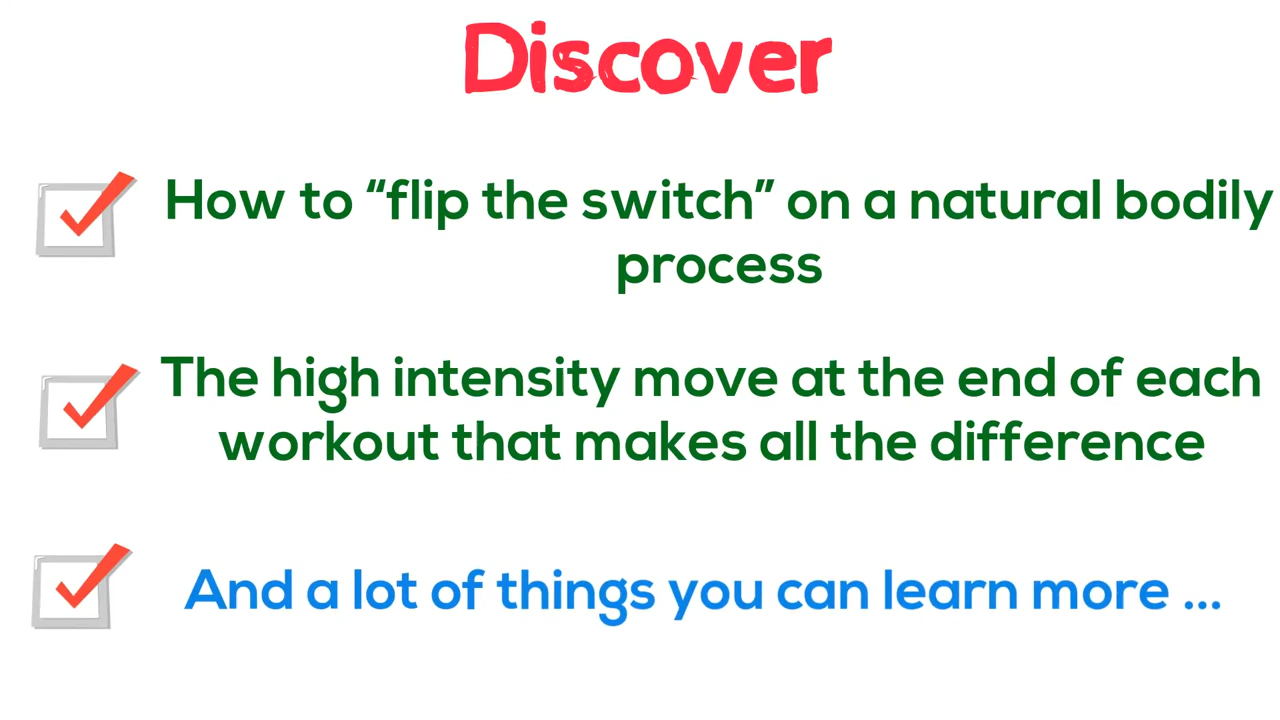 Discover
How to “flip the switch” on a natural bodily
process
The high intensity move at the end of each
workout that makes all the difference
And a lot of things you can learn more ...